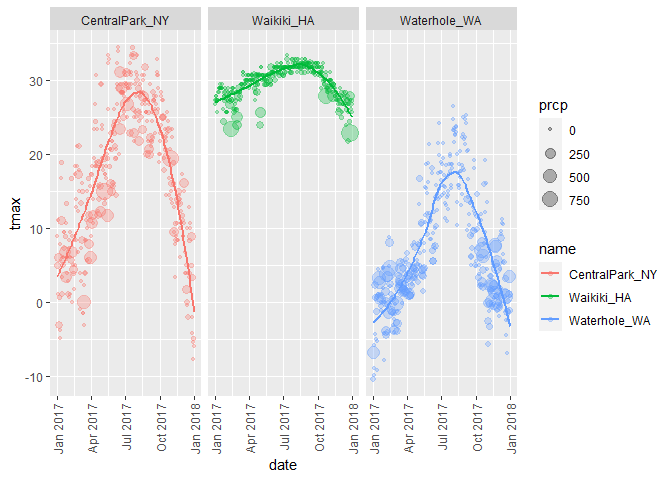 CentralPark_NY
Waikiki_HA
Waterhole_WA
tmax
30
20
10
0
-10
Jan 2017
Apr 2017
Jul 2017
Oct 2017
Jan 2018
Jan 2017
Apr 2017
Jul 2017
Oct 2017
Jan 2018
Jan 2017
Apr 2017
Jul 2017
Oct 2017
Jan 2018
date
prcp
0
250
500
750
name
CentralPark_NY
Waikiki_HA
Waterhole_WA